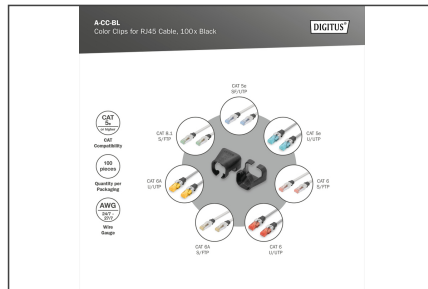 A-CC-BL
Color Clips for RJ45 Cable, 100x Black
DIGITUS®
CAT 5e
SF/UTP
CAT 8.1
S/FTP
CAT 5e
U/UTP
CAT
5e
or higher
CAT
Compatibility
100
pieces
Quantity per
Packaging
AWG
24/7 -
27/7
Wire
Gauge
CAT 6A
U/UTP
CAT 6
S/FTP
CAT 6A
S/FTP
CAT 6
U/UTP